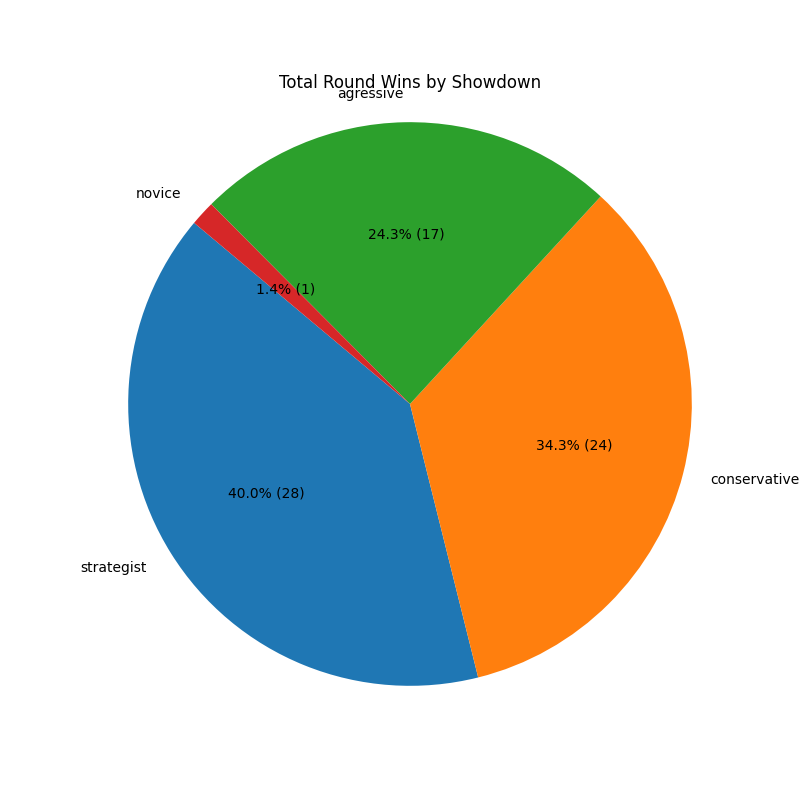 Total Round Wins by Showdown
agressive
novice
24.3% (17)
1.4% (1)
34.3% (24)
conservative
40.0% (28)
strategist